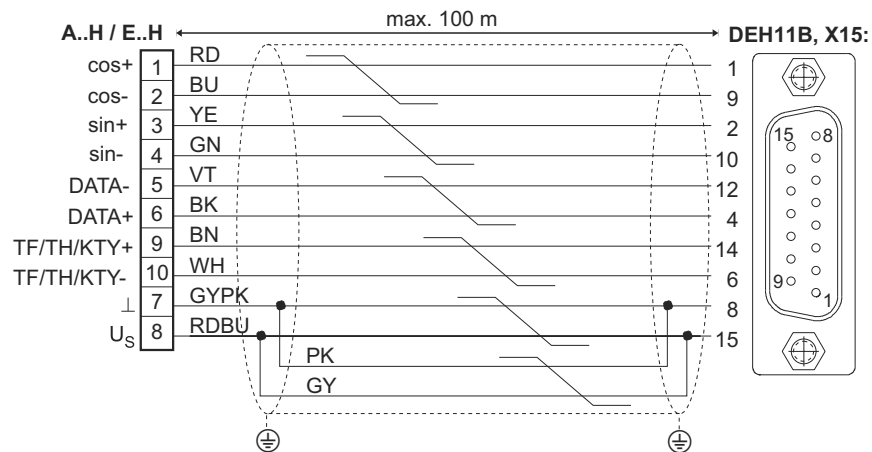 max. 100 m
A..H / E..H
DEH11B, X15:
cos+ 1 RD 1
cos- 2 BU 9
sin+ 3 YE 2
sin- 4 GN 10
DATA- 5 VT 12
DATA+ 6 BK 4
TF/TH/KTY+ 9 BN 14
TF/TH/KTY- 10 WH 6
⊥ 7 GYPK 8
US 8 RDBU 15
PK
GY
15 8
9 1